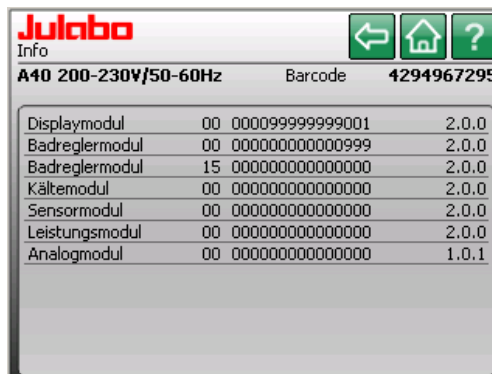 Julabo
Info
?
A40 200-230V/50-60Hz Barcode 4294967295
Displaymodul 00 000099999999001 2.0.0
Badreglermodul 00 000000000000999 2.0.0
Badreglermodul 15 000000000000000 2.0.0
Kältemodul 00 000000000000000 2.0.0
Sensormodul 00 000000000000000 2.0.0
Leistungsmodul 00 000000000000000 2.0.0
Analogmodul 00 000000000000000 1.0.1